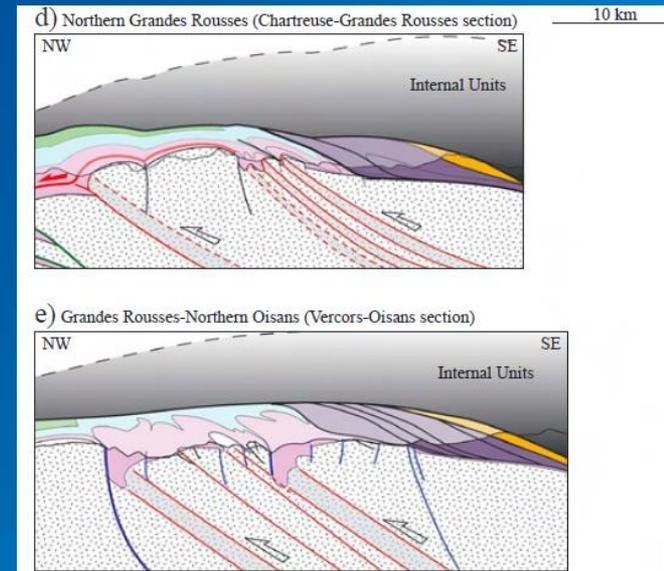 d) Northern Grandes Rousses (Chartreuse-Grandes Rousses section)
10 km
NW
SE
Internal Units
e) Grandes Rousses-Northern Oisans (Vercors-Oisans section)
NW
SE
Internal Units